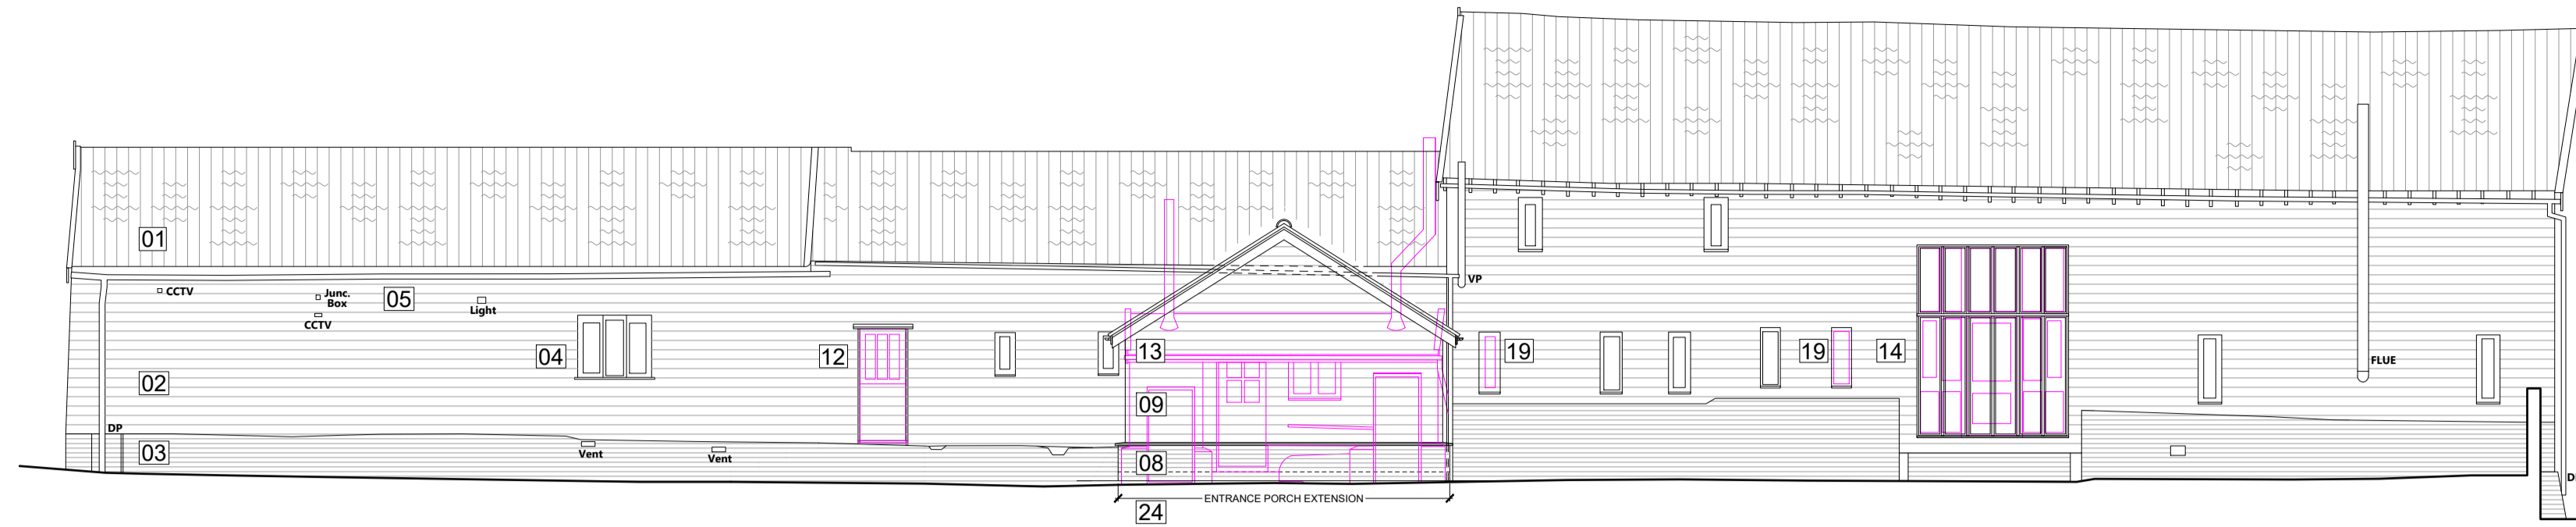 01
CCTV
Junc.
Box
CCTV
05
Light
04
02
DP
03
Vent
Vent
12
13
09
08
ENTRANCE PORCH EXTENSION
24
VP
19
19
14
FLUE